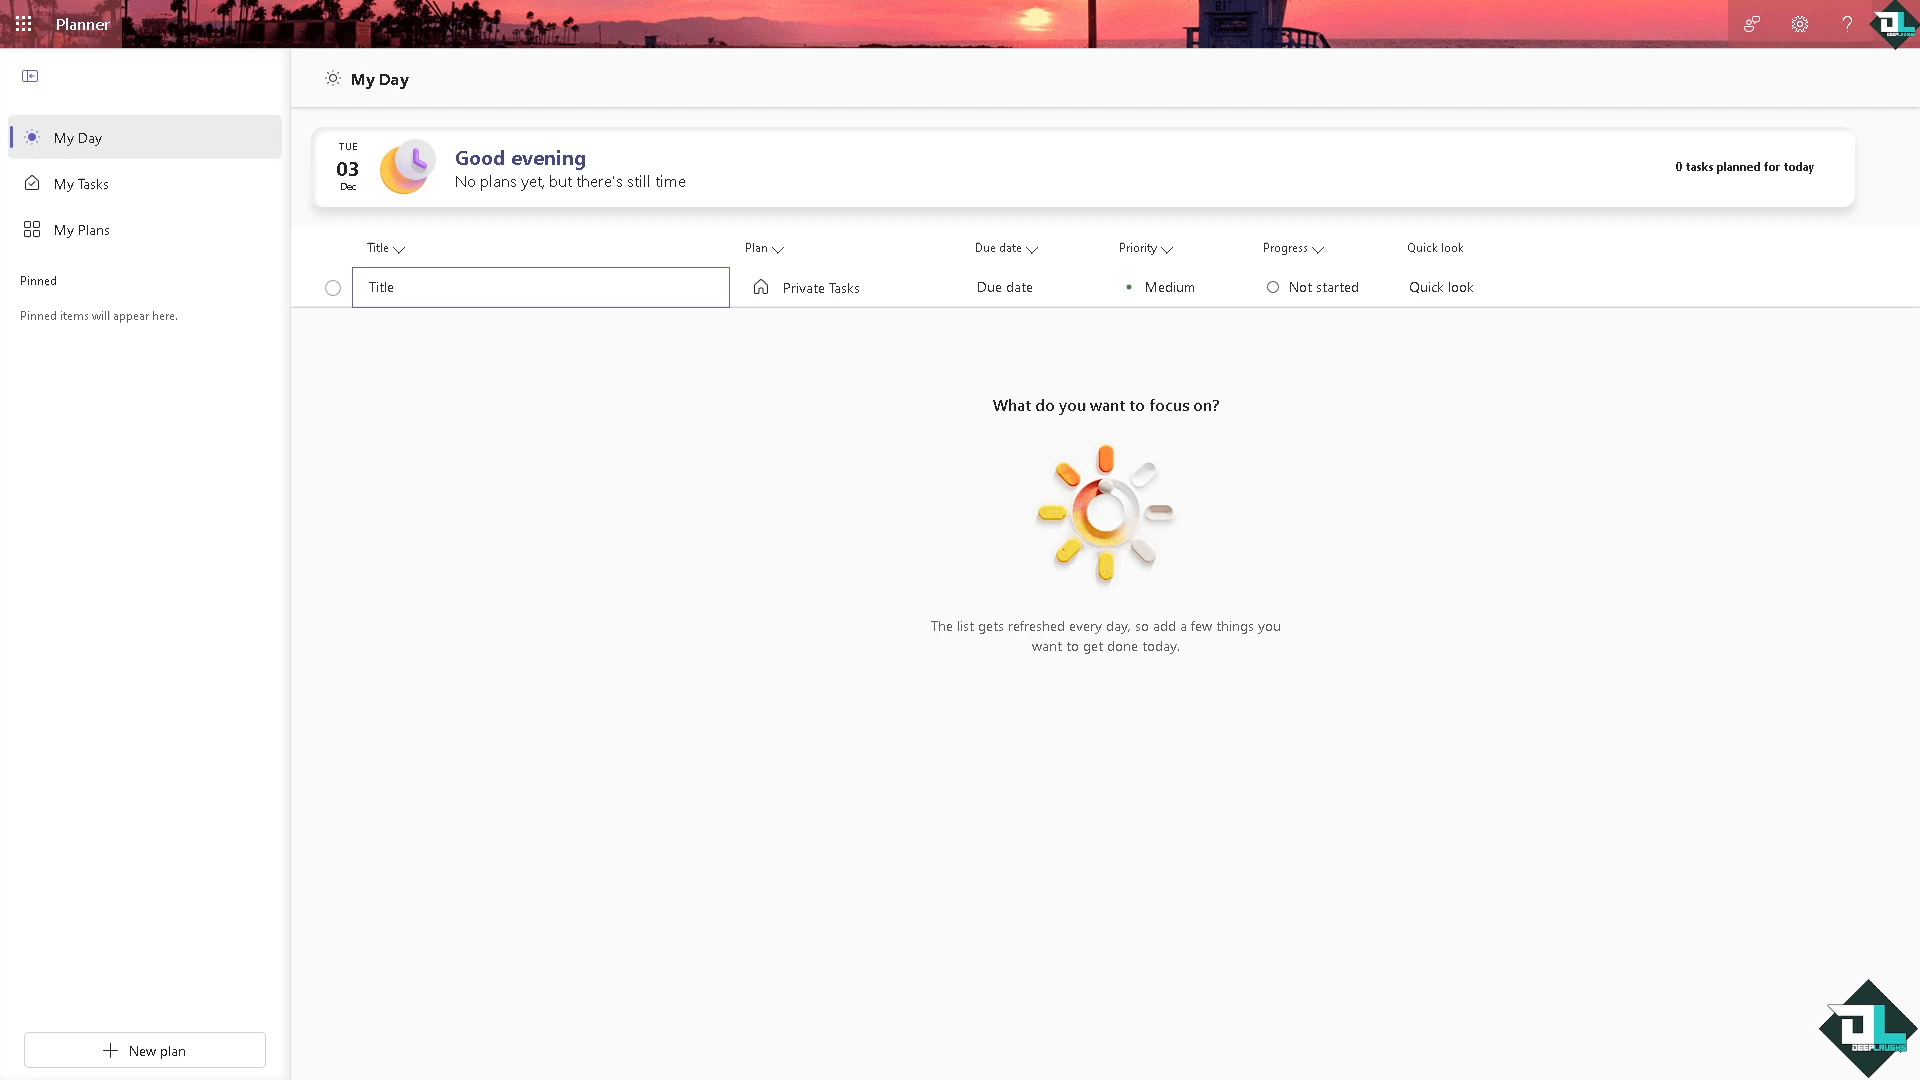 Planner
My Day
My Tasks
My Plans
Pinned
Pinned items will appear here.
New plan
My Day
TUE
03
Dec
Good evening
No plans yet, but there's still time
0 tasks planned for today
Title Plan Due date Priority Progress Quick look
Title Private Tasks Due date Medium Not started Quick look
What do you want to focus on?
The list gets refreshed every day, so add a few things you
want to get done today.
DL
DEEPLAUGHS